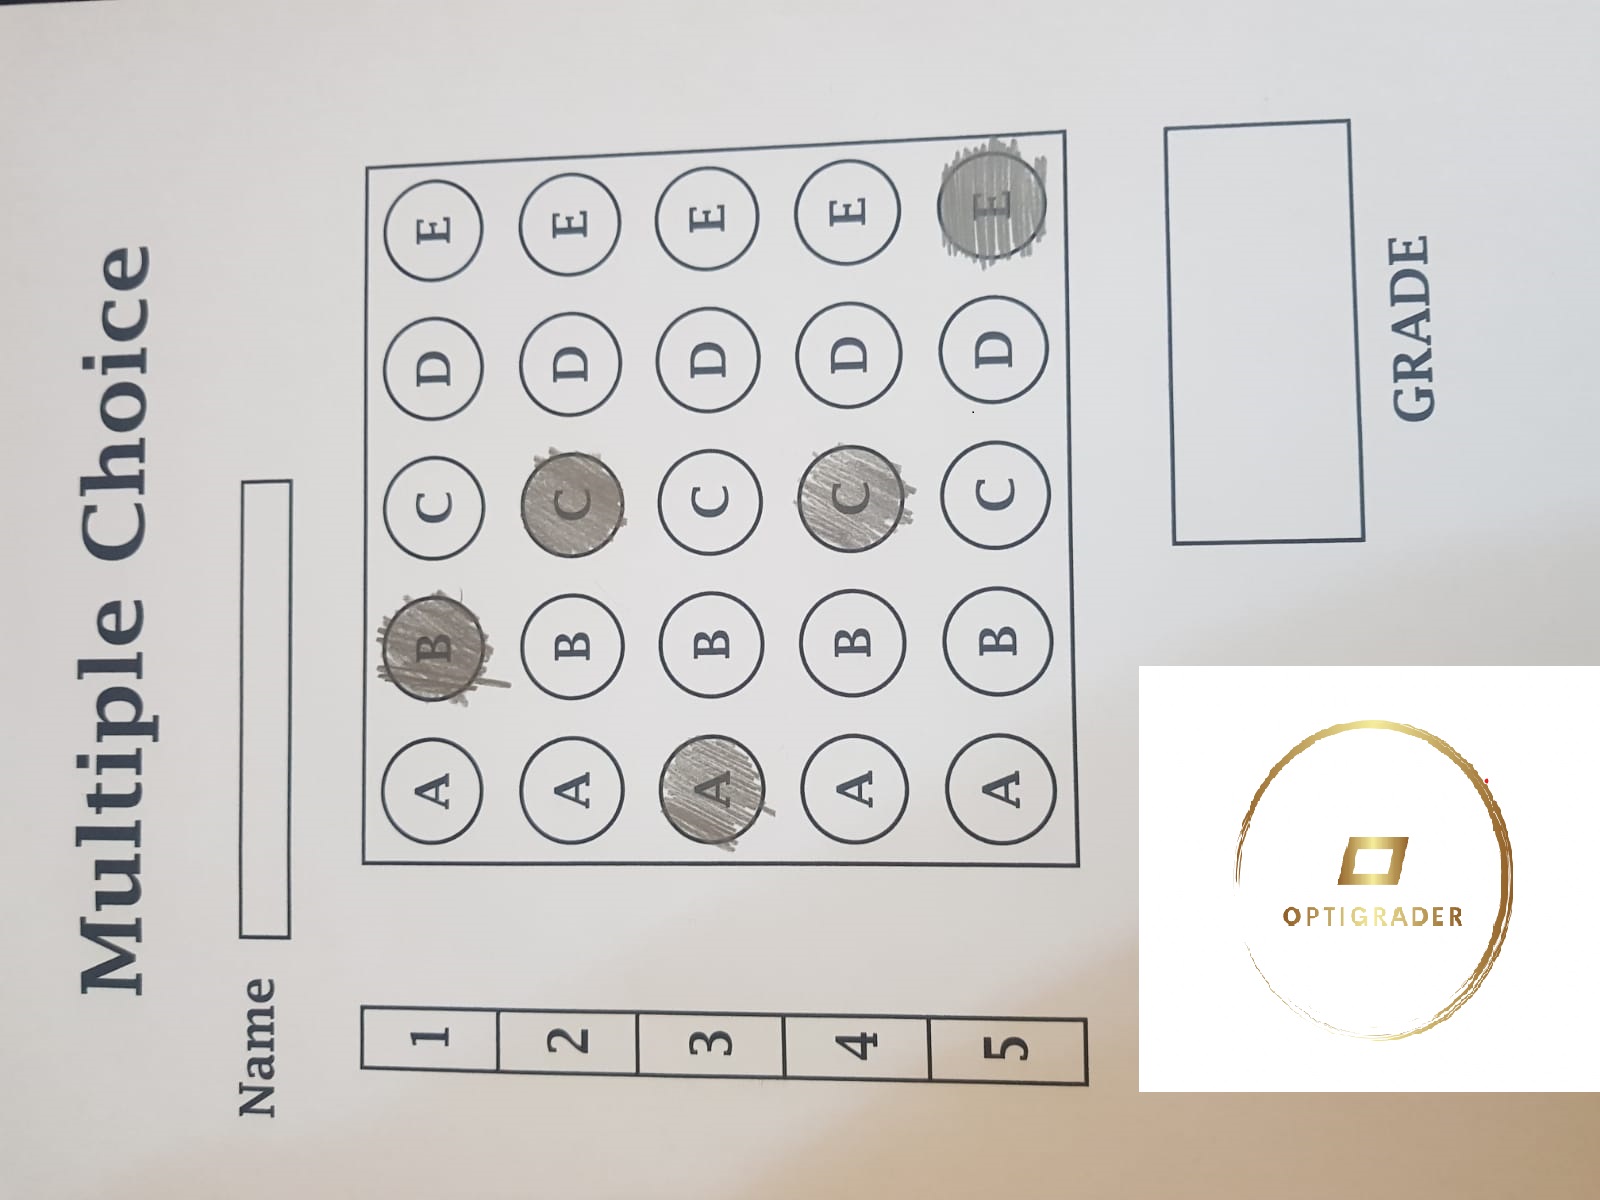 Multiple Choice
Name
1 A B C D E
2 A B C D E
3 A B C D E
4 A B C D E
5 A B C D E
GRADE
OPTIGRADER